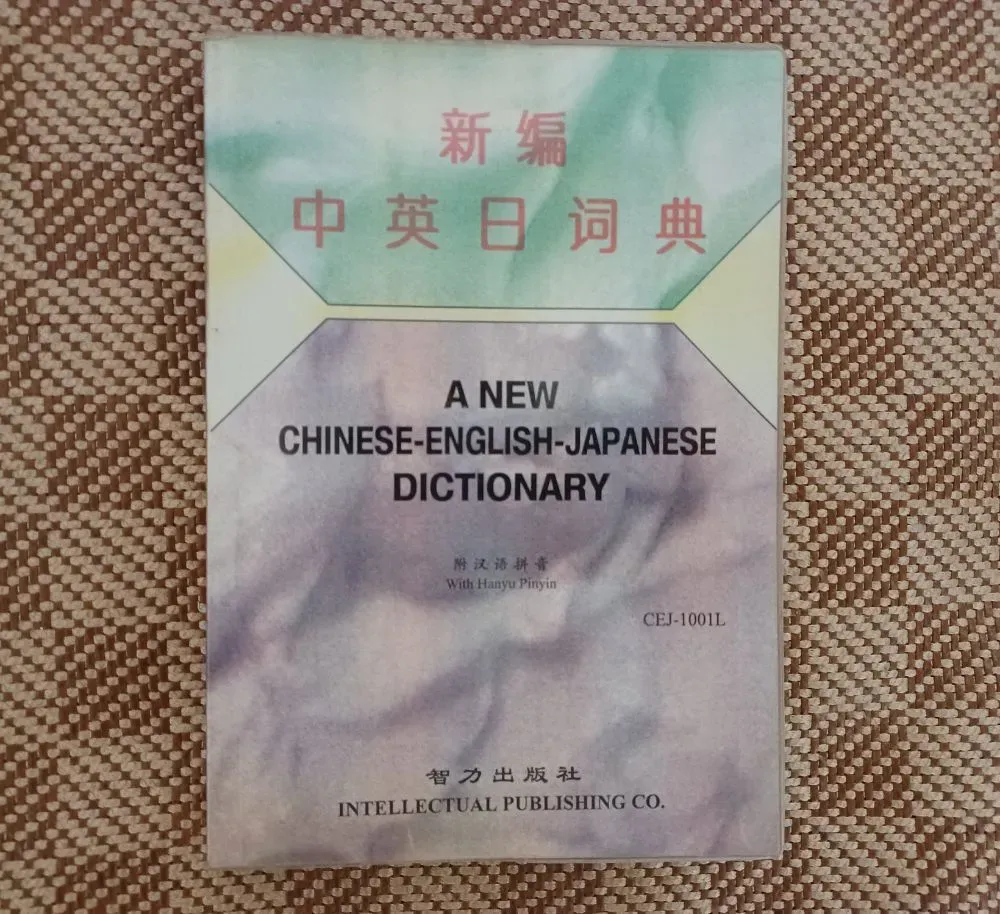 新编
中英日词典
A NEW
CHINESE-ENGLISH-JAPANESE
DICTIONARY
附汉语拼音
With Hanyu Pinyin
CEJ-1001L
智力出版社
INTELLECTUAL PUBLISHING CO.